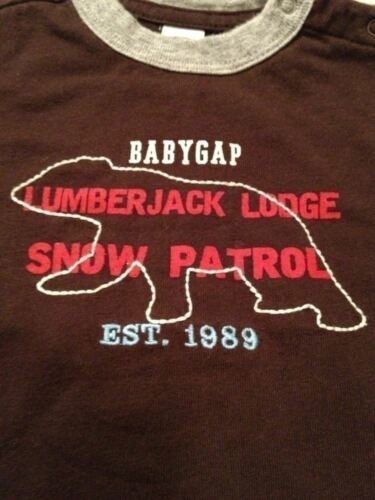 BABYGAP
LUMBERJACK LODGE
SNOW PATROL
EST. 1989